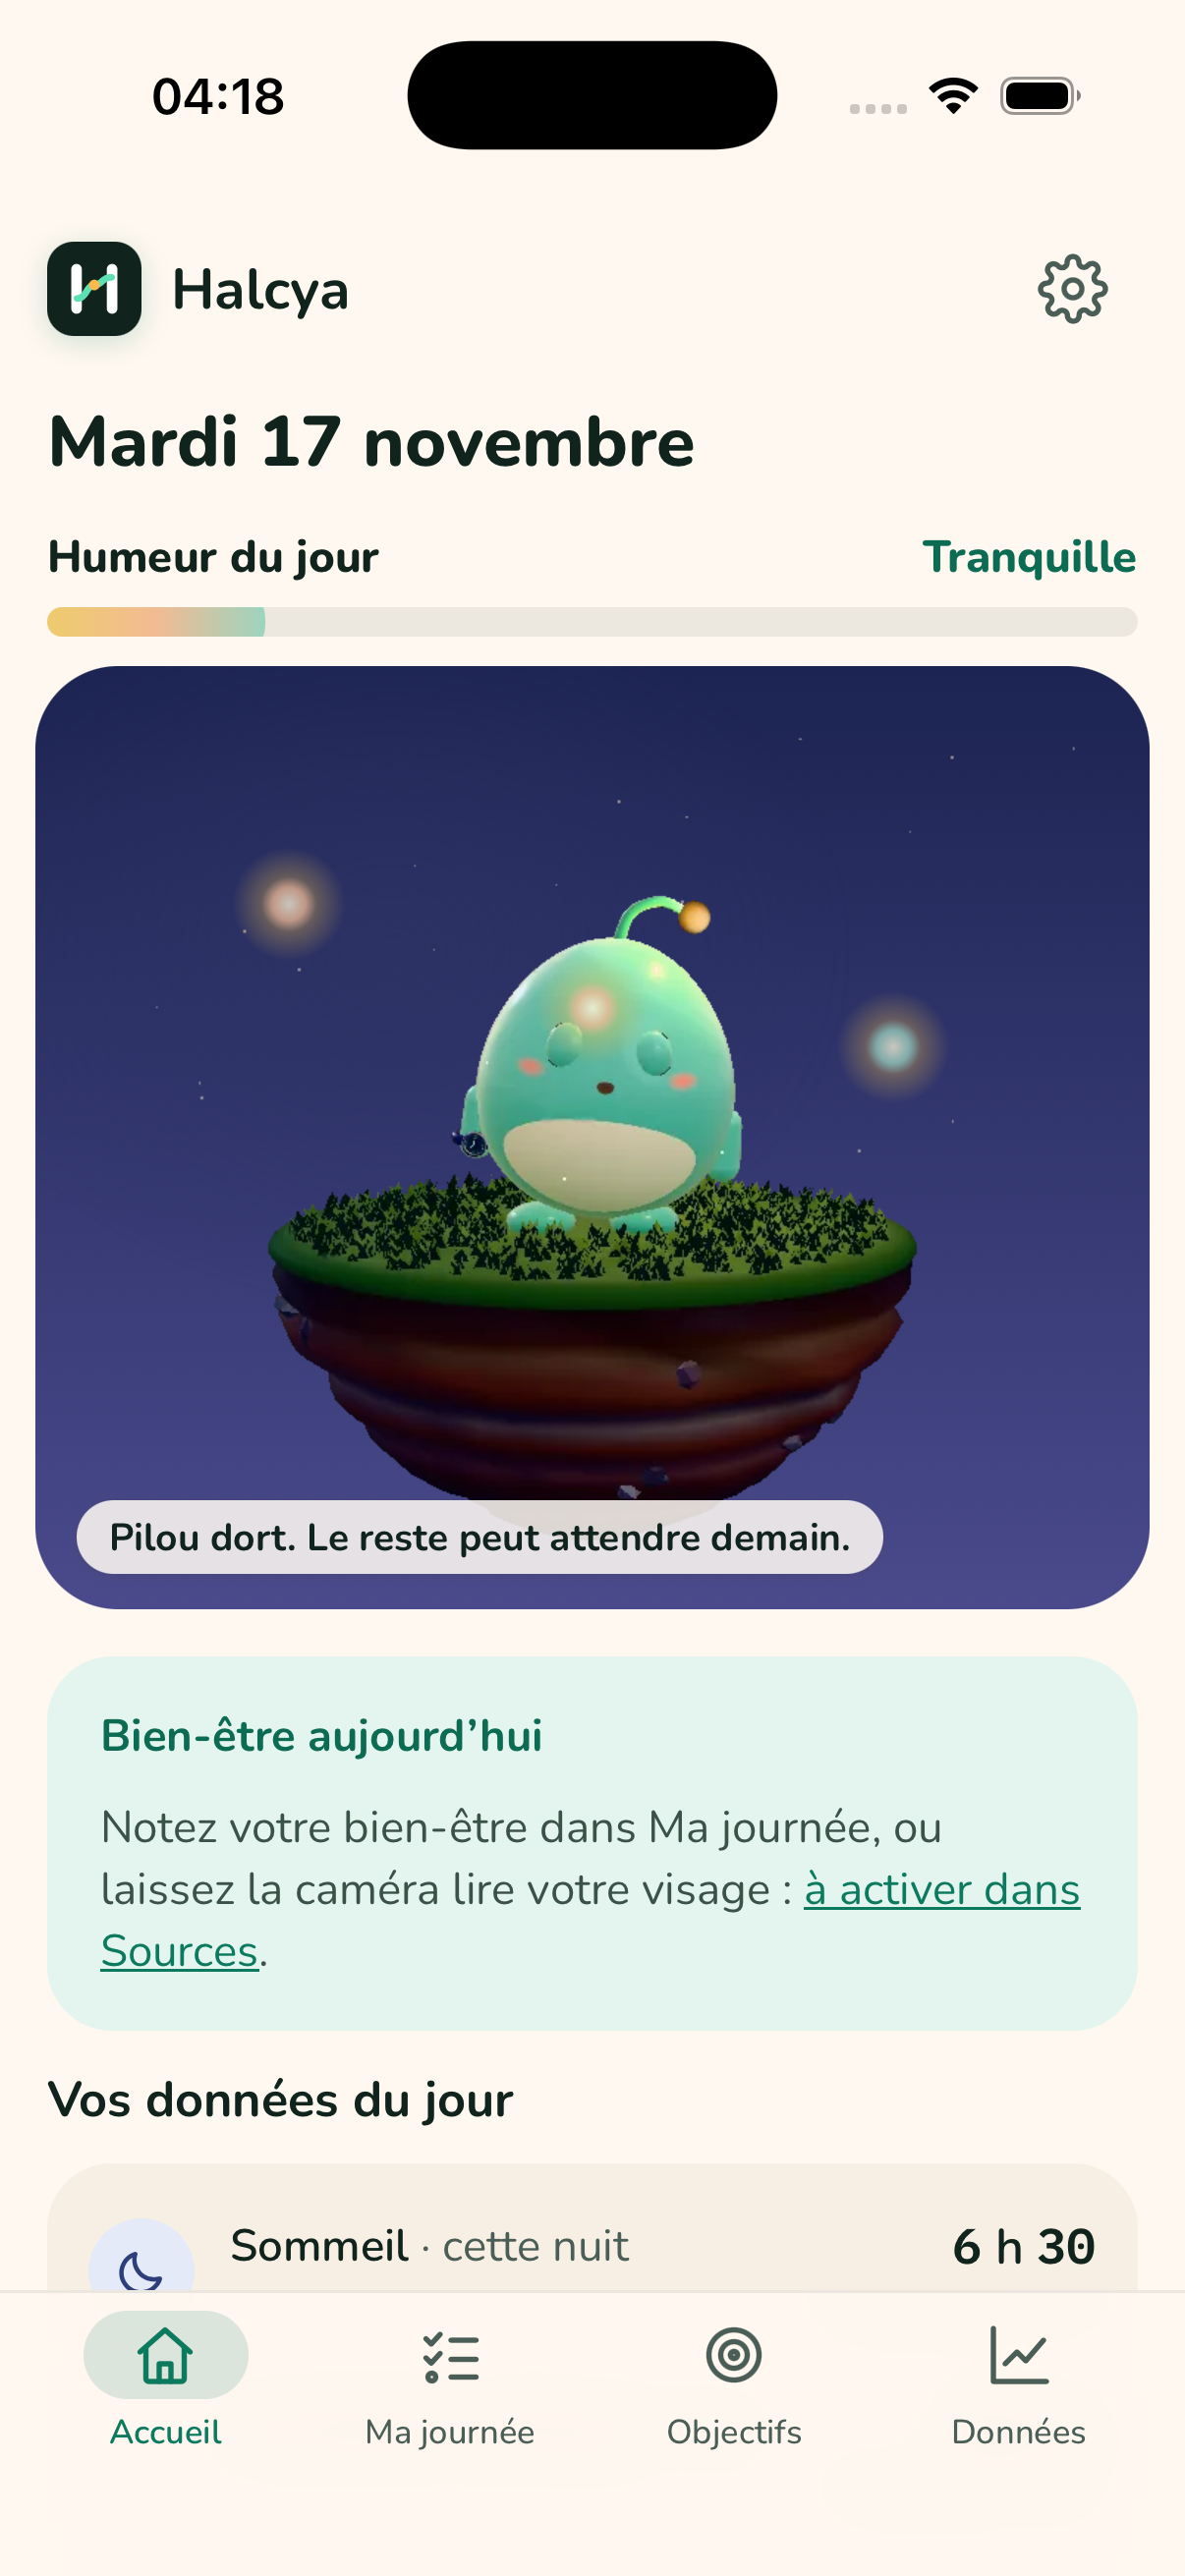 04:18
Halcya
Mardi 17 novembre
Humeur du jour
Tranquille
Pilou dort. Le reste peut attendre demain.
Bien-être aujourd’hui
Notez votre bien-être dans Ma journée, ou
laissez la caméra lire votre visage : à activer dans
Sources.
Vos données du jour
Sommeil · cette nuit
6 h 30
Accueil
Ma journée
Objectifs
Données